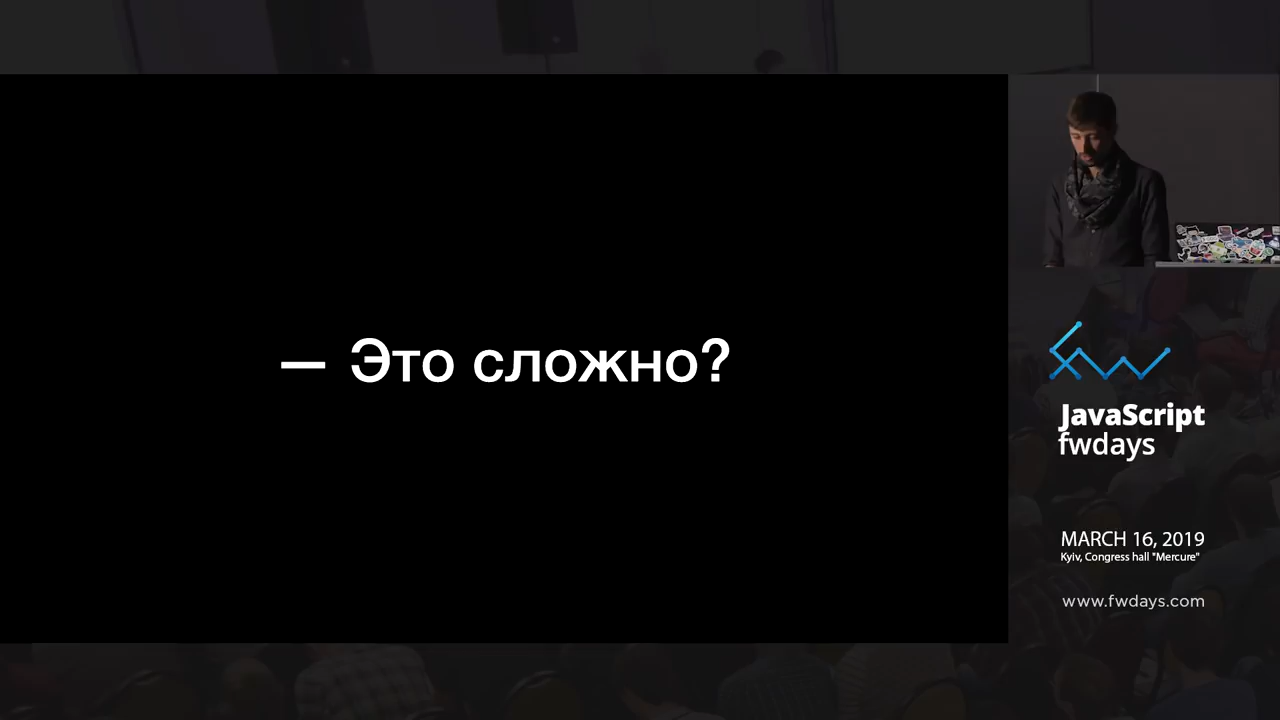 — Это сложно?
JavaScript
fwdays
MARCH 16, 2019
Kyiv, Congress hall "Mercure"
www.fwdays.com